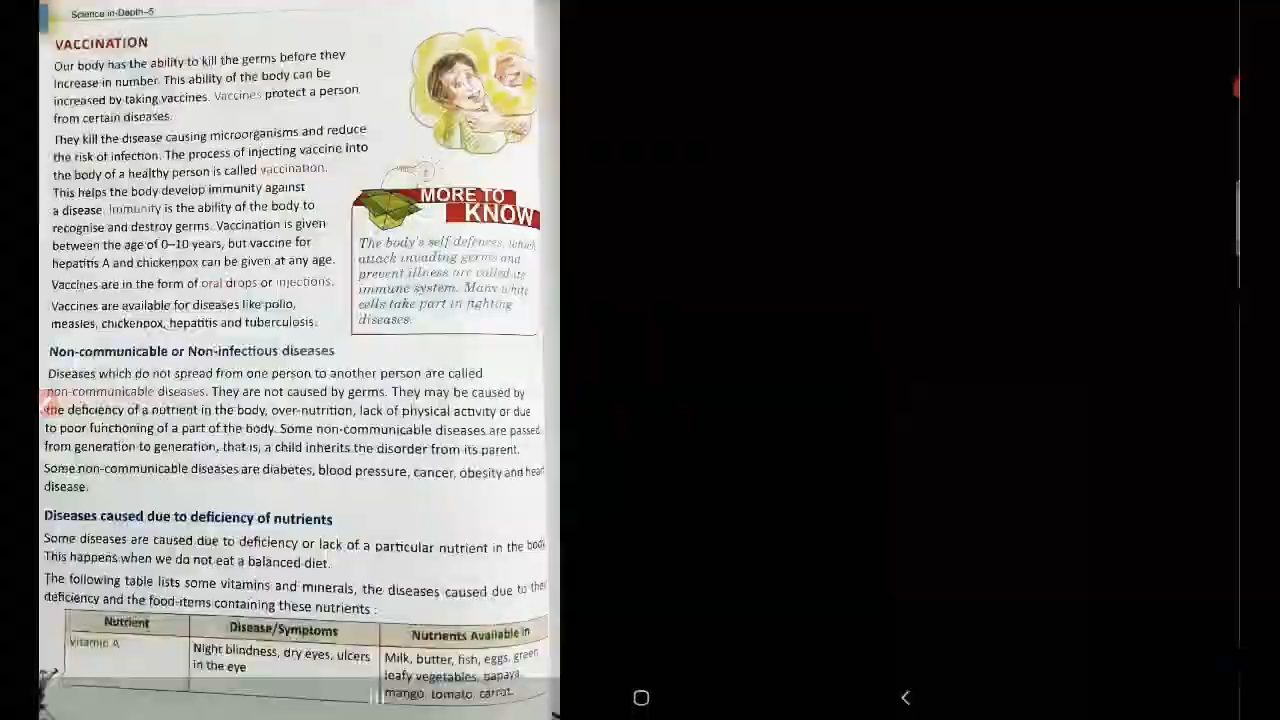 Science in-Depth–5
VACCINATION
Our body has the ability to kill the germs before they
increase in number. This ability of the body can be
increased by taking vaccines. Vaccines protect a person
from certain diseases.
They kill the disease causing microorganisms and reduce
the risk of infection. The process of injecting vaccine into
the body of a healthy person is called vaccination.
This helps the body develop immunity against
a disease. Immunity is the ability of the body to
recognise and destroy germs. Vaccination is given
between the age of 0–10 years, but vaccine for
hepatitis A and chickenpox can be given at any age.
Vaccines are in the form of oral drops or injections.
Vaccines are available for diseases like polio,
measles, chickenpox, hepatitis and tuberculosis.
MORE TO
KNOW
The body's self defences, which
attack invading germs and
prevent illness are called its
immune system. Many white
cells take part in fighting
diseases.
Non-communicable or Non-infectious diseases
Diseases which do not spread from one person to another person are called
non-communicable diseases. They are not caused by germs. They may be caused by
the deficiency of a nutrient in the body, over-nutrition, lack of physical activity or due
to poor functioning of a part of the body. Some non-communicable diseases are passed
from generation to generation, that is, a child inherits the disorder from its parent.
Some non-communicable diseases are diabetes, blood pressure, cancer, obesity and heart
disease.
Diseases caused due to deficiency of nutrients
Some diseases are caused due to deficiency or lack of a particular nutrient in the body.
This happens when we do not eat a balanced diet.
The following table lists some vitamins and minerals, the diseases caused due to their
deficiency and the food-items containing these nutrients :
Nutrient Disease/Symptoms Nutrients Available in
Vitamin A Night blindness, dry eyes, ulcers Milk, butter, fish, eggs, green
in the eye leafy vegetables, papaya,
mango, tomato, carrot.